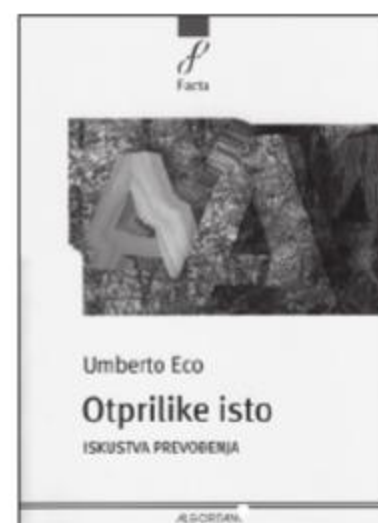 Facta
Umberto Eco
Otprilike isto
ISKUSTVA PREVOĐENJA
ALGORITAM